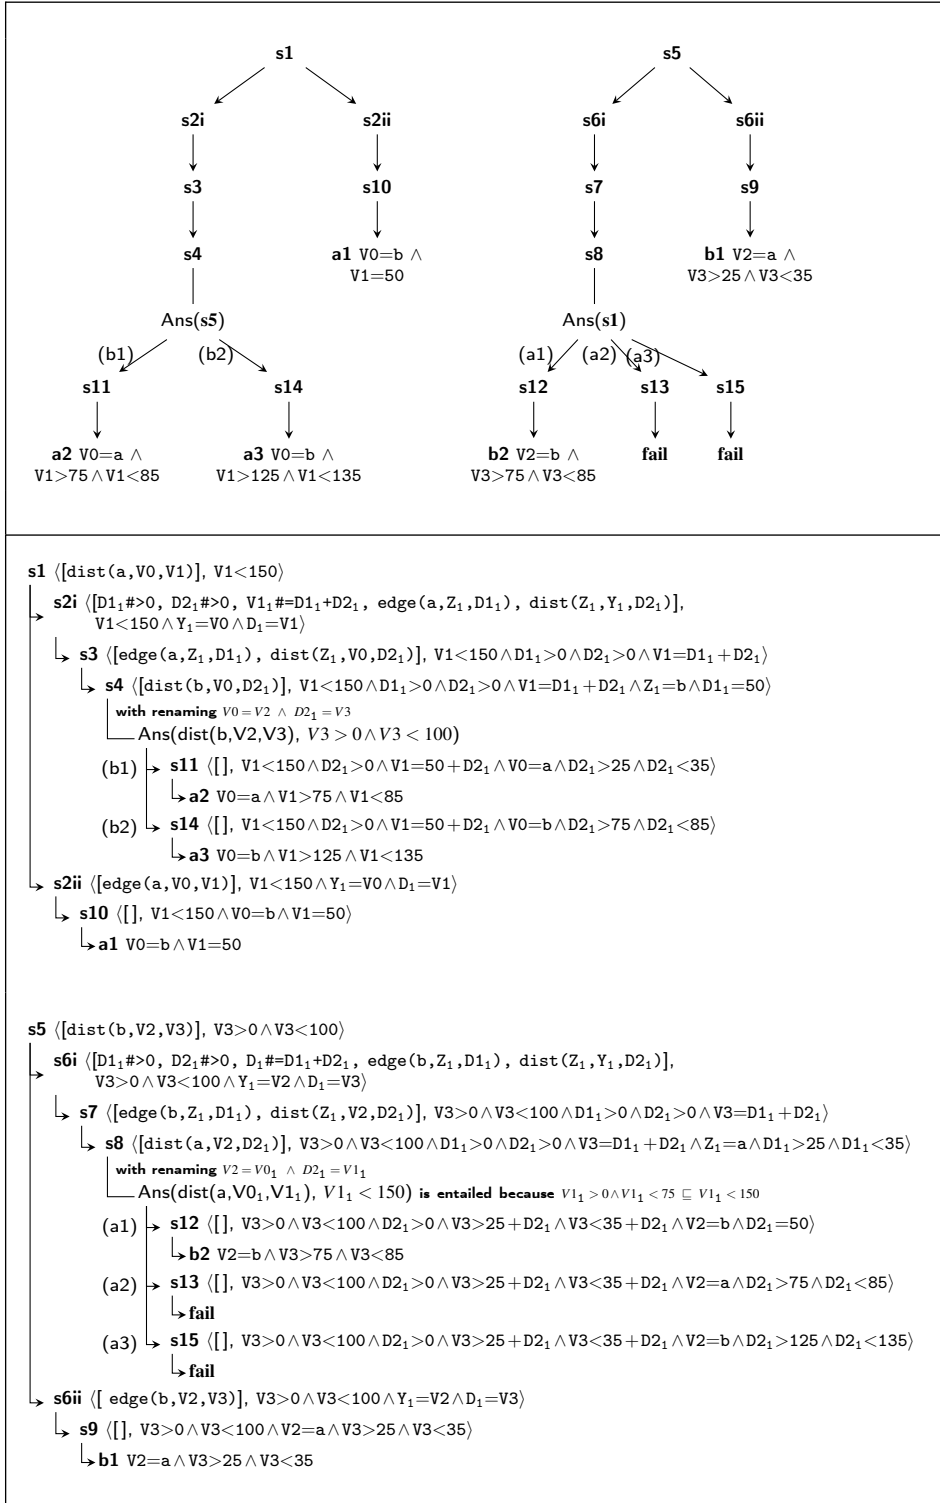 s1 s5
s2i s2ii s6i s6ii
s3 s10 s7 s9
s4 a1 V0=b ∧ s8 b1 V2=a ∧
V1=50 V3>25∧V3<35
Ans(s5) Ans(s1)
(b1) (b2) (a1) (a2) (a3)
s11 s14 s12 s13 s15
a2 V0=a ∧ a3 V0=b ∧ b2 V2=b ∧ fail fail
V1>75∧V1<85 V1>125∧V1<135 V3>75∧V3<85
s1 ⟨[dist(a,V0,V1)], V1<150⟩
s2i ⟨[D1₁#>0, D2₁#>0, V1₁#=D1₁+D2₁, edge(a,Z₁,D1₁), dist(Z₁,Y₁,D2₁)],
V1<150∧Y₁=V0∧D₁=V1⟩
s3 ⟨[edge(a,Z₁,D1₁), dist(Z₁,V0,D2₁)], V1<150∧D1₁>0∧D2₁>0∧V1=D1₁+D2₁⟩
s4 ⟨[dist(b,V0,D2₁)], V1<150∧D1₁>0∧D2₁>0∧V1=D1₁+D2₁∧Z₁=b∧D1₁=50⟩
with renaming V0=V2 ∧ D2₁=V3
Ans(dist(b,V2,V3), V3 > 0∧V3 < 100)
(b1) s11 ⟨[], V1<150∧D2₁>0∧V1=50+D2₁∧V0=a∧D2₁>25∧D2₁<35⟩
a2 V0=a∧V1>75∧V1<85
(b2) s14 ⟨[], V1<150∧D2₁>0∧V1=50+D2₁∧V0=b∧D2₁>75∧D2₁<85⟩
a3 V0=b∧V1>125∧V1<135
s2ii ⟨[edge(a,V0,V1)], V1<150∧Y₁=V0∧D₁=V1⟩
s10 ⟨[], V1<150∧V0=b∧V1=50⟩
a1 V0=b∧V1=50
s5 ⟨[dist(b,V2,V3)], V3>0∧V3<100⟩
s6i ⟨[D1₁#>0, D2₁#>0, D₁#=D1₁+D2₁, edge(b,Z₁,D1₁), dist(Z₁,Y₁,D2₁)],
V3>0∧V3<100∧Y₁=V2∧D₁=V3⟩
s7 ⟨[edge(b,Z₁,D1₁), dist(Z₁,V2,D2₁)], V3>0∧V3<100∧D1₁>0∧D2₁>0∧V3=D1₁+D2₁⟩
s8 ⟨[dist(a,V2,D2₁)], V3>0∧V3<100∧D1₁>0∧D2₁>0∧V3=D1₁+D2₁∧Z₁=a∧D1₁>25∧D1₁<35⟩
with renaming V2=V0₁ ∧ D2₁=V1₁
Ans(dist(a,V0₁,V1₁), V1₁ < 150) is entailed because V1₁ > 0∧V1₁ < 75 ⊑ V1₁ < 150
(a1) s12 ⟨[], V3>0∧V3<100∧D2₁>0∧V3>25+D2₁∧V3<35+D2₁∧V2=b∧D2₁=50⟩
b2 V2=b∧V3>75∧V3<85
(a2) s13 ⟨[], V3>0∧V3<100∧D2₁>0∧V3>25+D2₁∧V3<35+D2₁∧V2=a∧D2₁>75∧D2₁<85⟩
fail
(a3) s15 ⟨[], V3>0∧V3<100∧D2₁>0∧V3>25+D2₁∧V3<35+D2₁∧V2=b∧D2₁>125∧D2₁<135⟩
fail
s6ii ⟨[ edge(b,V2,V3)], V3>0∧V3<100∧Y₁=V2∧D₁=V3⟩
s9 ⟨[], V3>0∧V3<100∧V2=a∧V3>25∧V3<35⟩
b1 V2=a∧V3>25∧V3<35